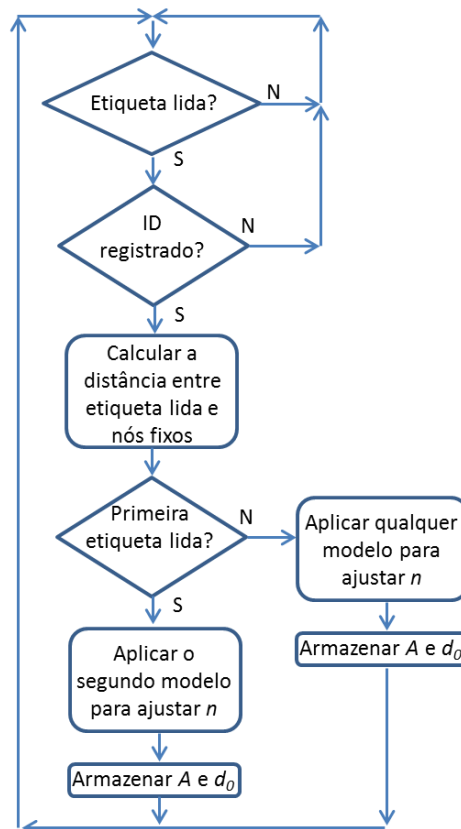 Etiqueta lida?
N
S
ID
registrado?
N
S
Calcular a
distância entre
etiqueta lida e
nós fixos
Primeira
etiqueta lida?
N
S
Aplicar qualquer
modelo para
ajustar n
Armazenar A e d₀
Aplicar o
segundo modelo
para ajustar n
Armazenar A e d₀